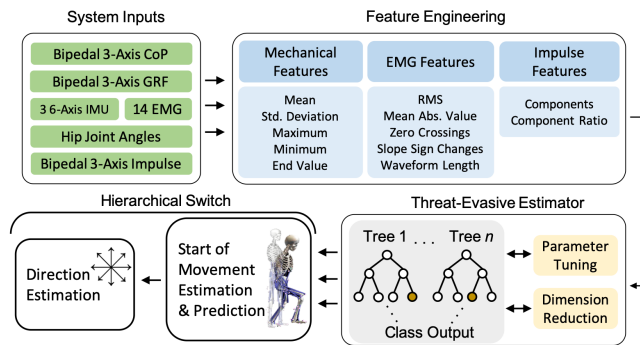 System Inputs
Bipedal 3-Axis CoP
Bipedal 3-Axis GRF
3 6-Axis IMU
14 EMG
Hip Joint Angles
Bipedal 3-Axis Impulse
Feature Engineering
Mechanical
Features
Mean
Std. Deviation
Maximum
Minimum
End Value
EMG Features
RMS
Mean Abs. Value
Zero Crossings
Slope Sign Changes
Waveform Length
Impulse
Features
Components
Component Ratio
Hierarchical Switch
Direction
Estimation
Start of
Movement
Estimation
& Prediction
Threat-Evasive Estimator
Tree 1 . . . Tree n
Class Output
Parameter
Tuning
Dimension
Reduction